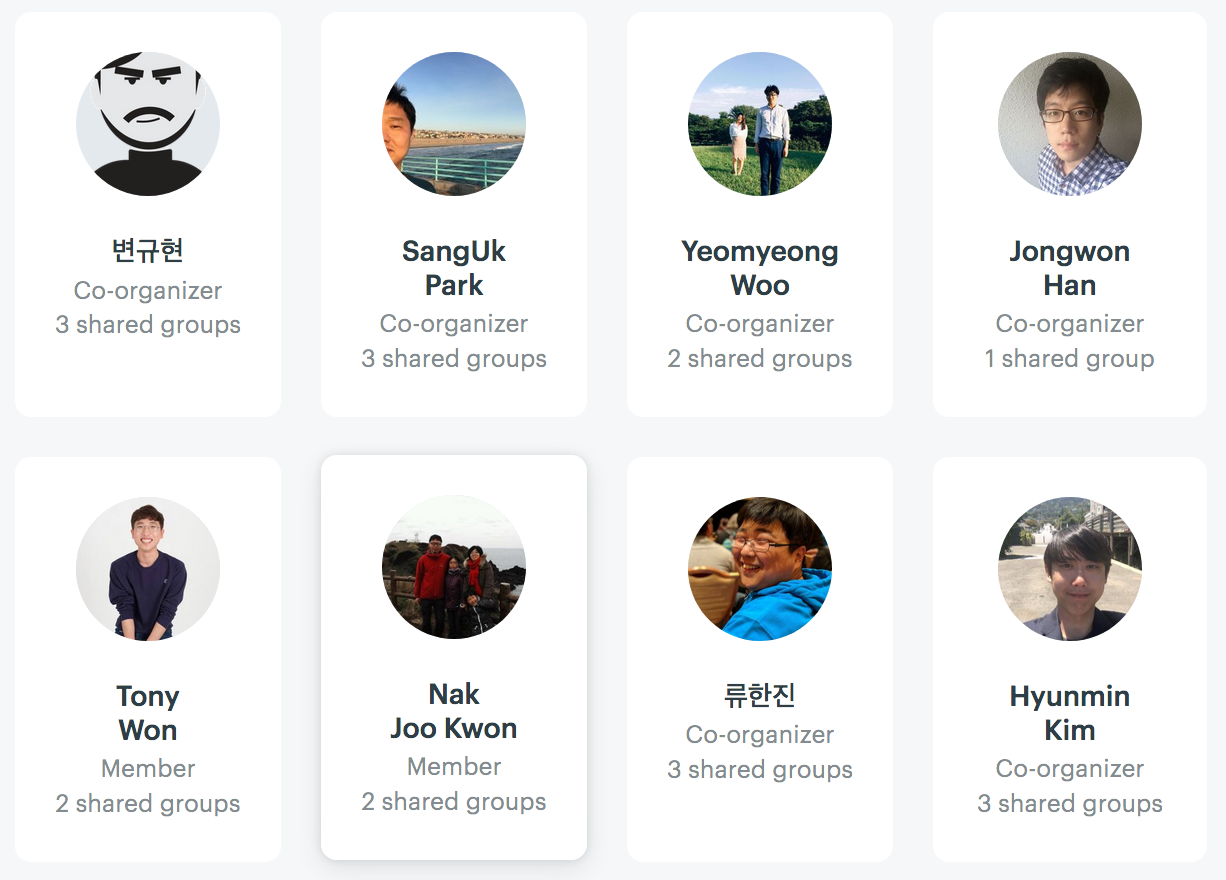 변규현
Co-organizer
3 shared groups
SangUk
Park
Co-organizer
3 shared groups
Yeomyeong
Woo
Co-organizer
2 shared groups
Jongwon
Han
Co-organizer
1 shared group
Tony
Won
Member
2 shared groups
Nak
Joo Kwon
Member
2 shared groups
류한진
Co-organizer
3 shared groups
Hyunmin
Kim
Co-organizer
3 shared groups